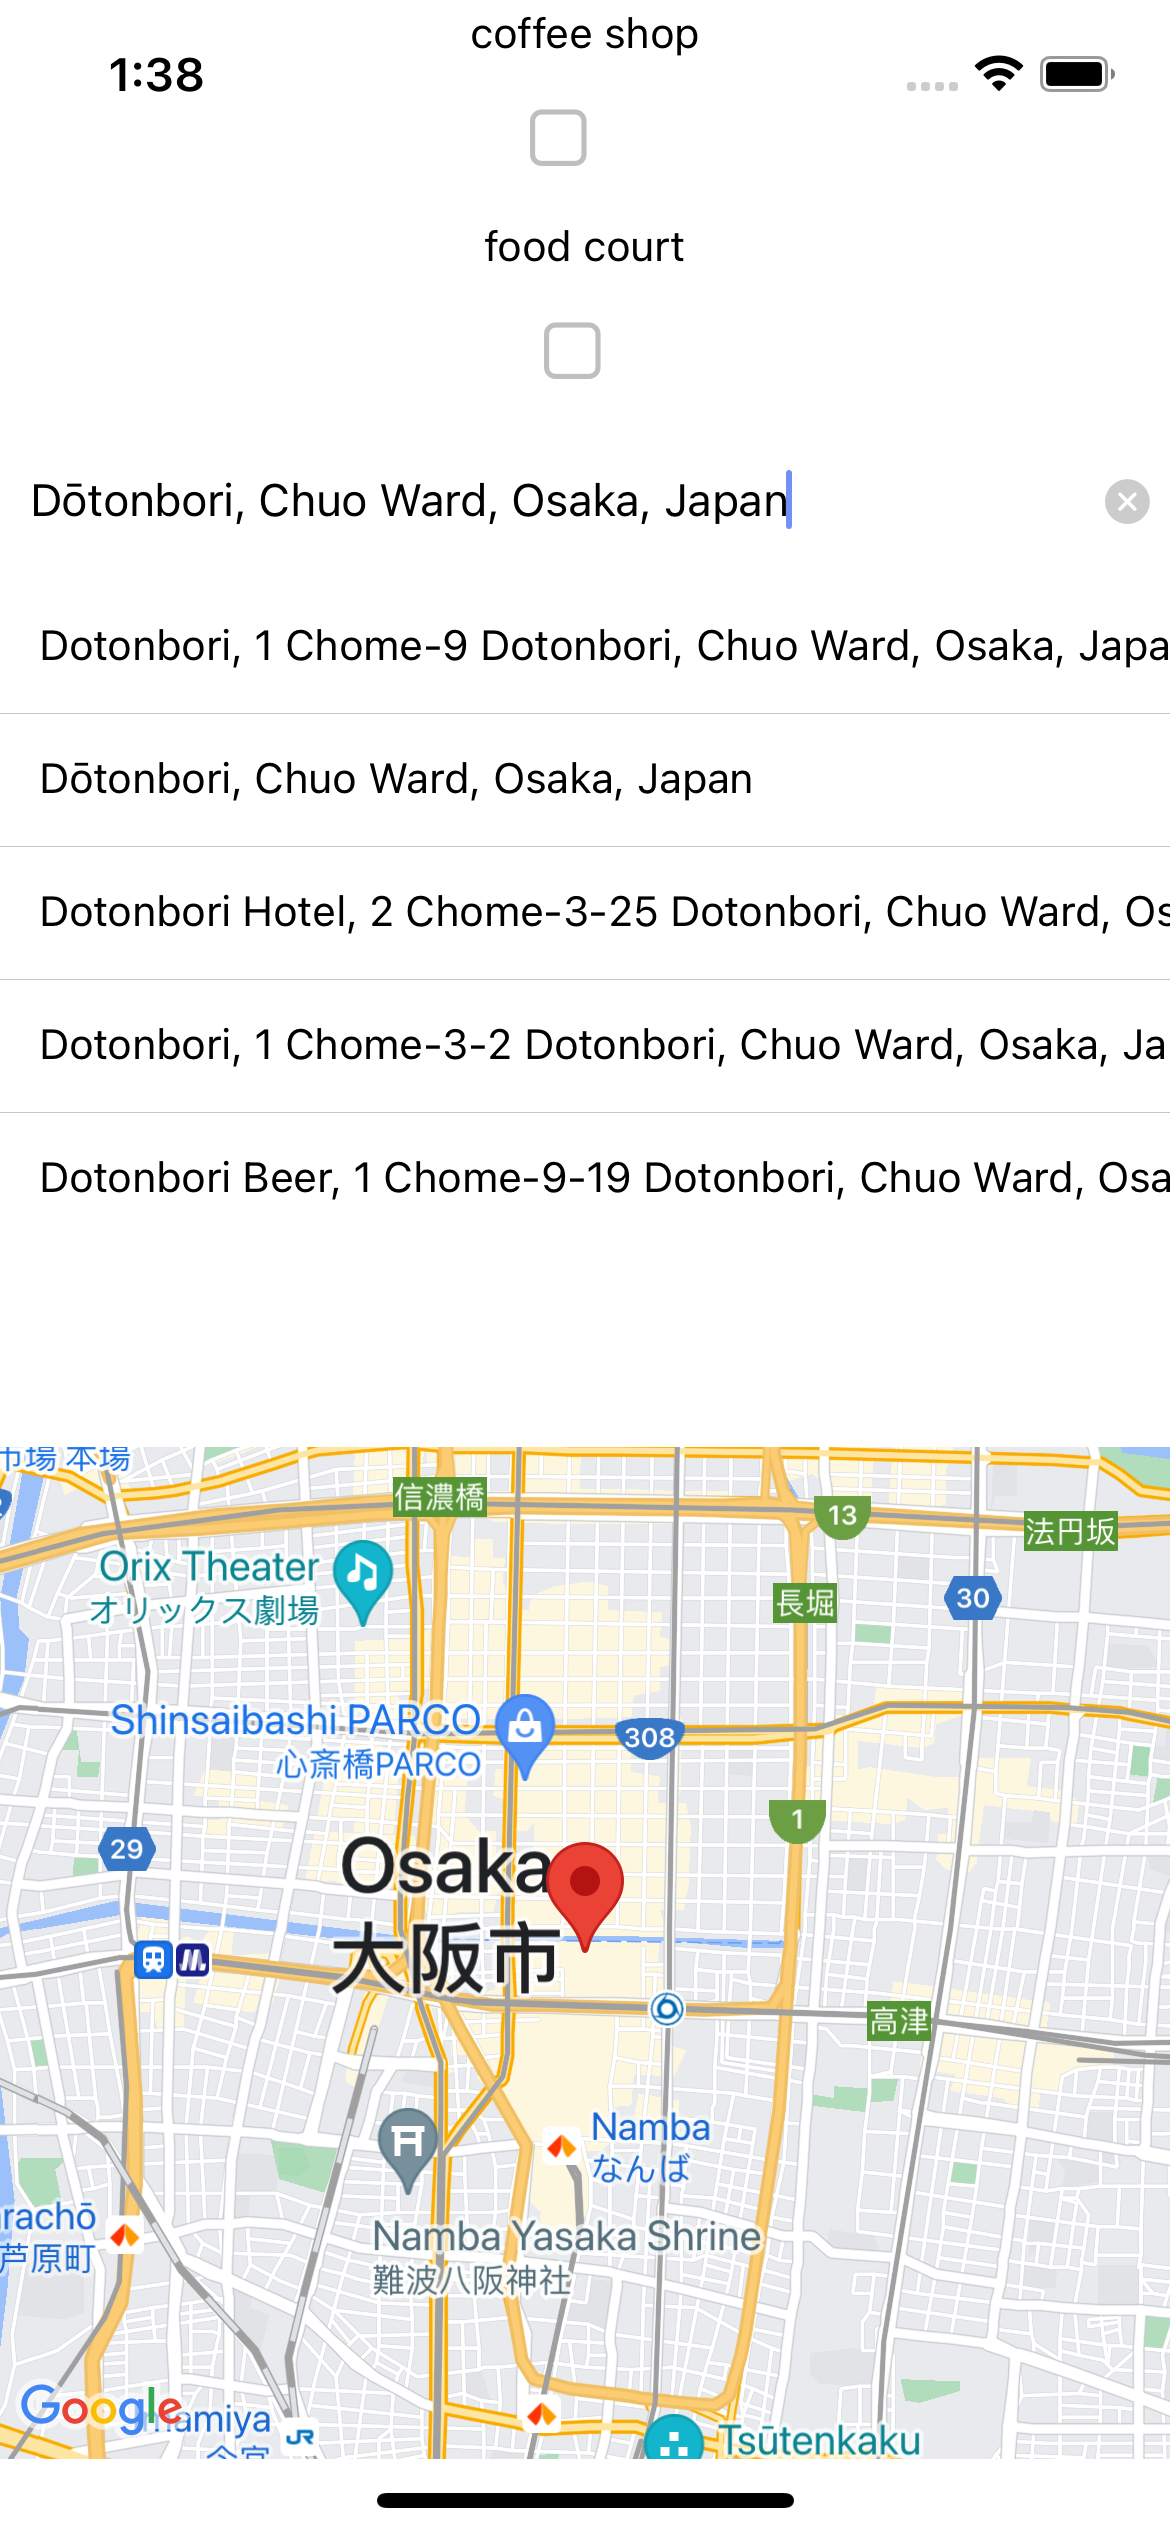 coffee shop
1:38
food court
Dōtonbori, Chuo Ward, Osaka, Japan
Dotonbori, 1 Chome-9 Dotonbori, Chuo Ward, Osaka, Japa
Dōtonbori, Chuo Ward, Osaka, Japan
Dotonbori Hotel, 2 Chome-3-25 Dotonbori, Chuo Ward, Os
Dotonbori, 1 Chome-3-2 Dotonbori, Chuo Ward, Osaka, Ja
Dotonbori Beer, 1 Chome-9-19 Dotonbori, Chuo Ward, Osa
市場 本場
信濃橋
13
法円坂
Orix Theater
オリックス劇場
長堀
30
Shinsaibashi PARCO
心斎橋PARCO
308
1
29
Osaka
大阪市
高津
Namba
なんば
rachō
芦原町
Namba Yasaka Shrine
難波八阪神社
Google
amiya
今宮
JR
Tsūtenkaku